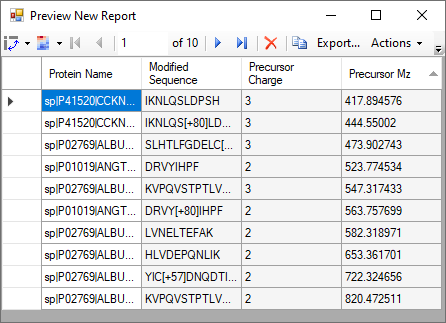 Preview New Report
1 of 10 Export... Actions
Protein Name Modified Sequence Precursor Charge Precursor Mz
sp|P41520|CCKN... IKNLQSLDPSH 3 417.894576
sp|P41520|CCKN... IKNLQS[+80]LD... 3 444.55002
sp|P02769|ALBU... SLHTLFGDELC[... 3 473.902743
sp|P01019|ANGT... DRVYIHPF 2 523.774534
sp|P02769|ALBU... KVPQVSTPTLV... 3 547.317433
sp|P01019|ANGT... DRVY[+80]IHPF 2 563.757699
sp|P02769|ALBU... LVNELTEFAK 2 582.318971
sp|P02769|ALBU... HLVDEPQNLIK 2 653.361701
sp|P02769|ALBU... YIC[+57]DNQDTI... 2 722.324656
sp|P02769|ALBU... KVPQVSTPTLV... 2 820.472511